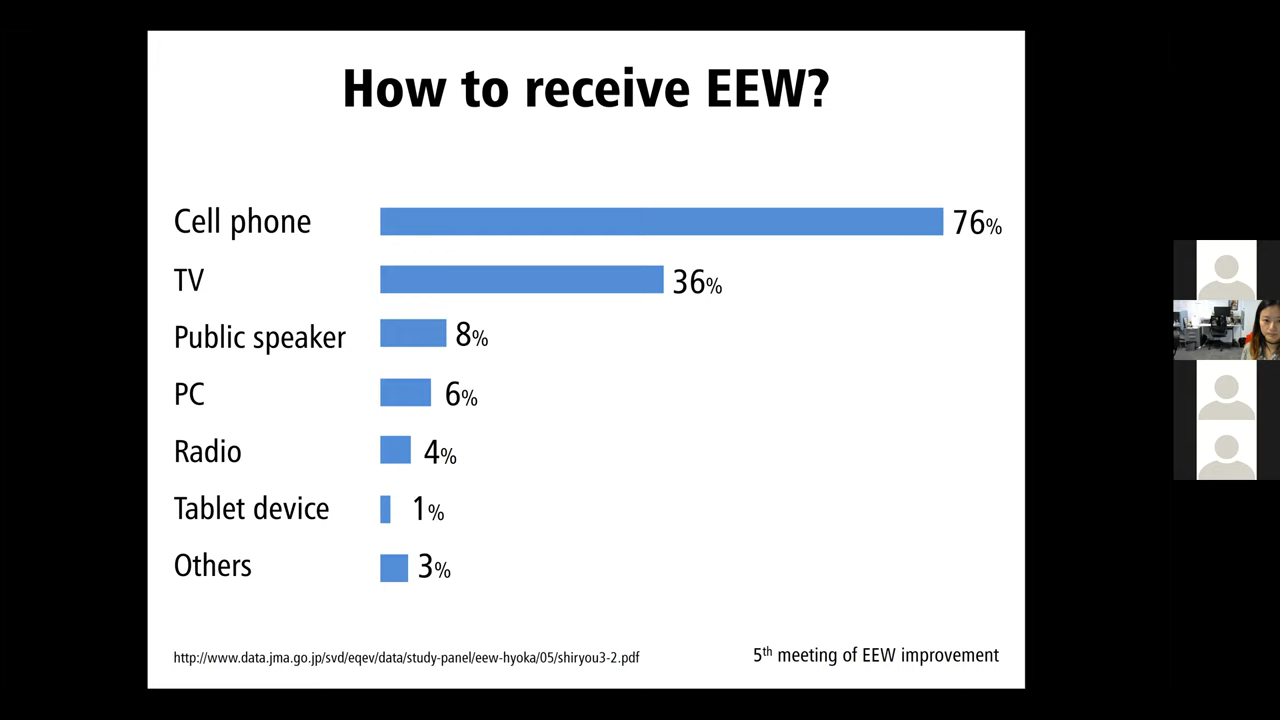 How to receive EEW?
Cell phone 76%
TV 36%
Public speaker 8%
PC 6%
Radio 4%
Tablet device 1%
Others 3%
http://www.data.jma.go.jp/svd/eqev/data/study-panel/eew-hyoka/05/shiryou3-2.pdf
5th meeting of EEW improvement